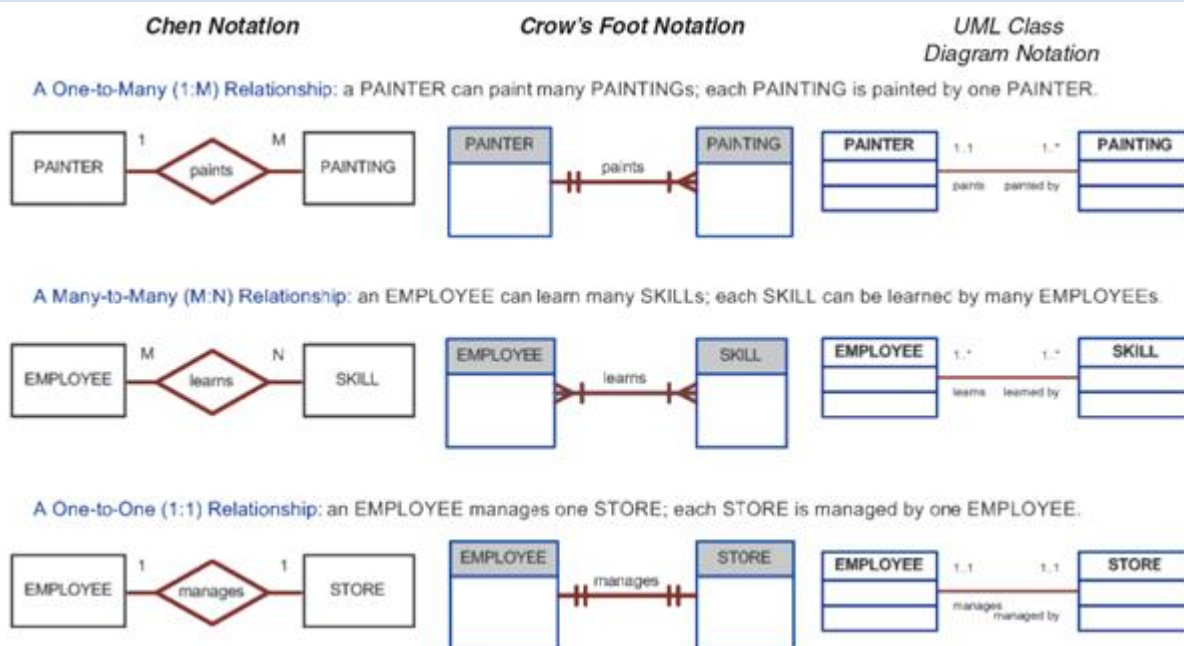 Chen Notation
Crow's Foot Notation
UML Class
Diagram Notation
A One-to-Many (1:M) Relationship: a PAINTER can paint many PAINTINGs; each PAINTING is painted by one PAINTER.
PAINTER
1
paints
M
PAINTING
PAINTER
paints
PAINTING
PAINTER
1..1
1..*
PAINTING
paints
painted by
A Many-to-Many (M:N) Relationship: an EMPLOYEE can learn many SKILLs; each SKILL can be learned by many EMPLOYEEs.
EMPLOYEE
M
learns
N
SKILL
EMPLOYEE
learns
SKILL
EMPLOYEE
1..*
1..*
SKILL
learns
learned by
A One-to-One (1:1) Relationship: an EMPLOYEE manages one STORE; each STORE is managed by one EMPLOYEE.
EMPLOYEE
1
manages
1
STORE
EMPLOYEE
manages
STORE
EMPLOYEE
1..1
1..1
STORE
manages
managed by